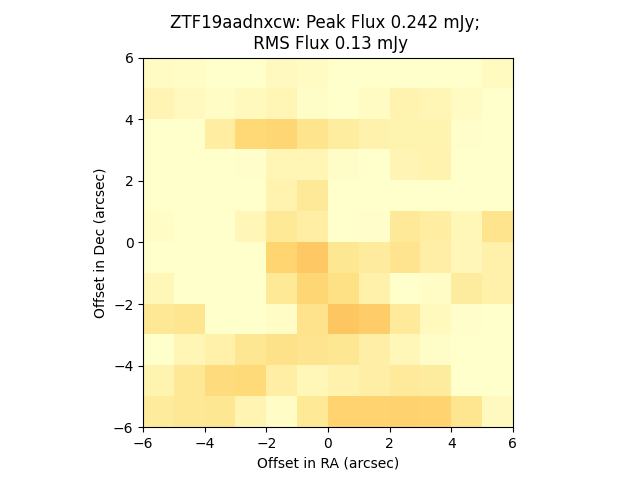 ZTF19aadnxcw: Peak Flux 0.242 mJy;
RMS Flux 0.13 mJy
6
4
2
0
−2
−4
−6
Offset in Dec (arcsec)
−6 −4 −2 0 2 4 6
Offset in RA (arcsec)